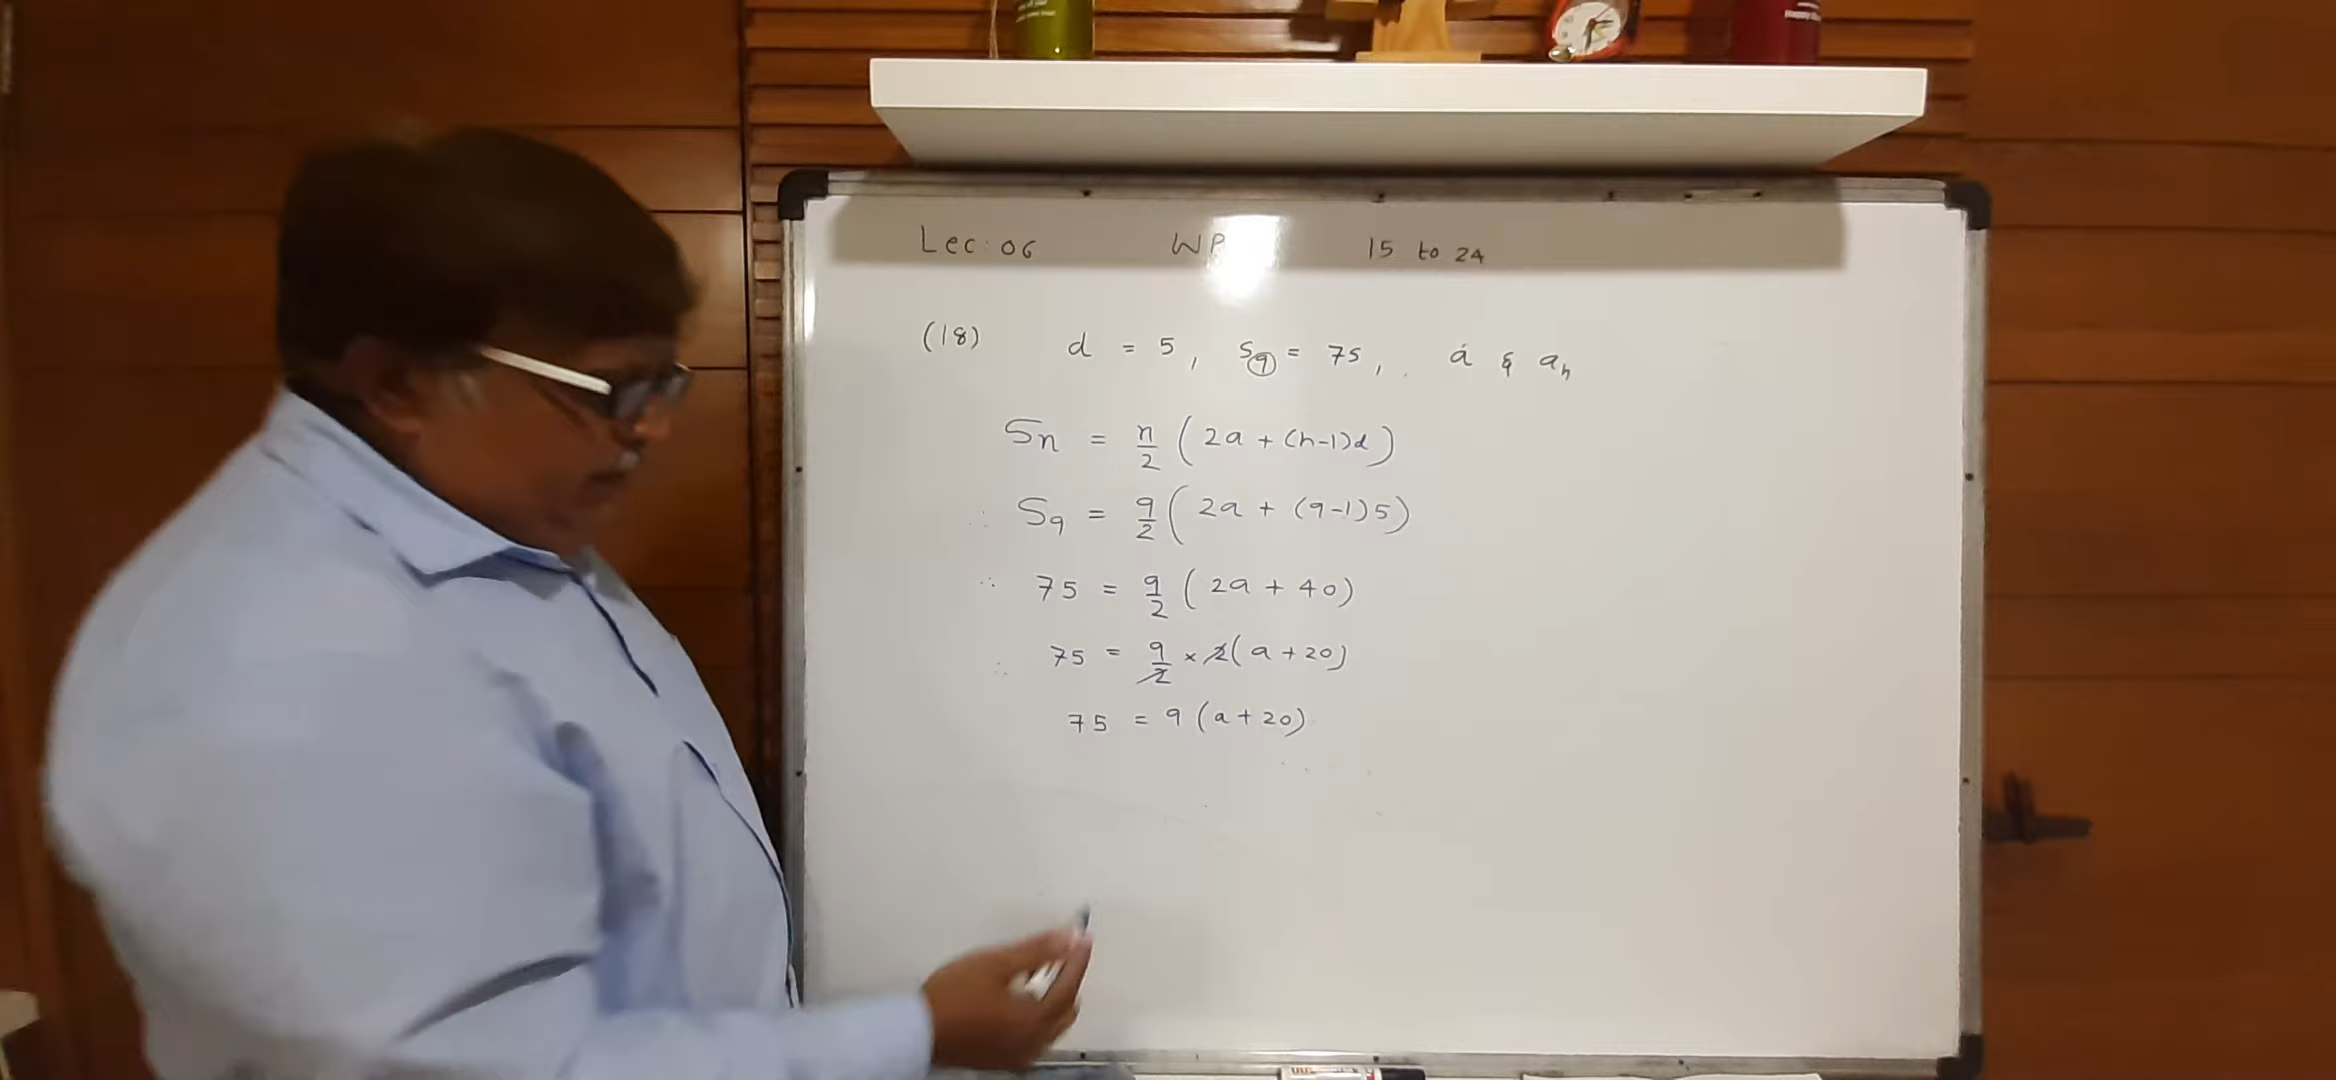 Lec: 06 WP 15 to 24
(18) d = 5, S9 = 75, a & an
Sn = n/2 ( 2a + (n-1)d )
∴ S9 = 9/2 ( 2a + (9-1)5 )
∴ 75 = 9/2 ( 2a + 40 )
∴ 75 = 9/2 × 2( a + 20 )
75 = 9 ( a + 20 )